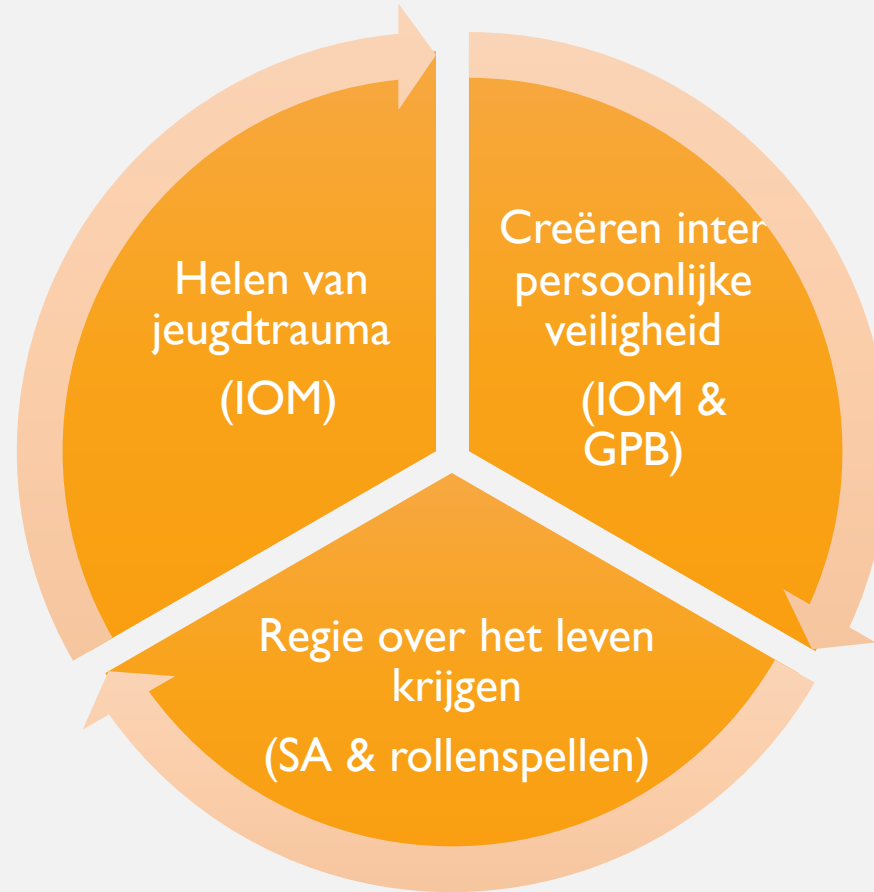 Helen van
jeugdtrauma
(IOM)
Creëren inter
persoonlijke
veiligheid
(IOM &
GPB)
Regie over het leven
krijgen
(SA & rollenspellen)